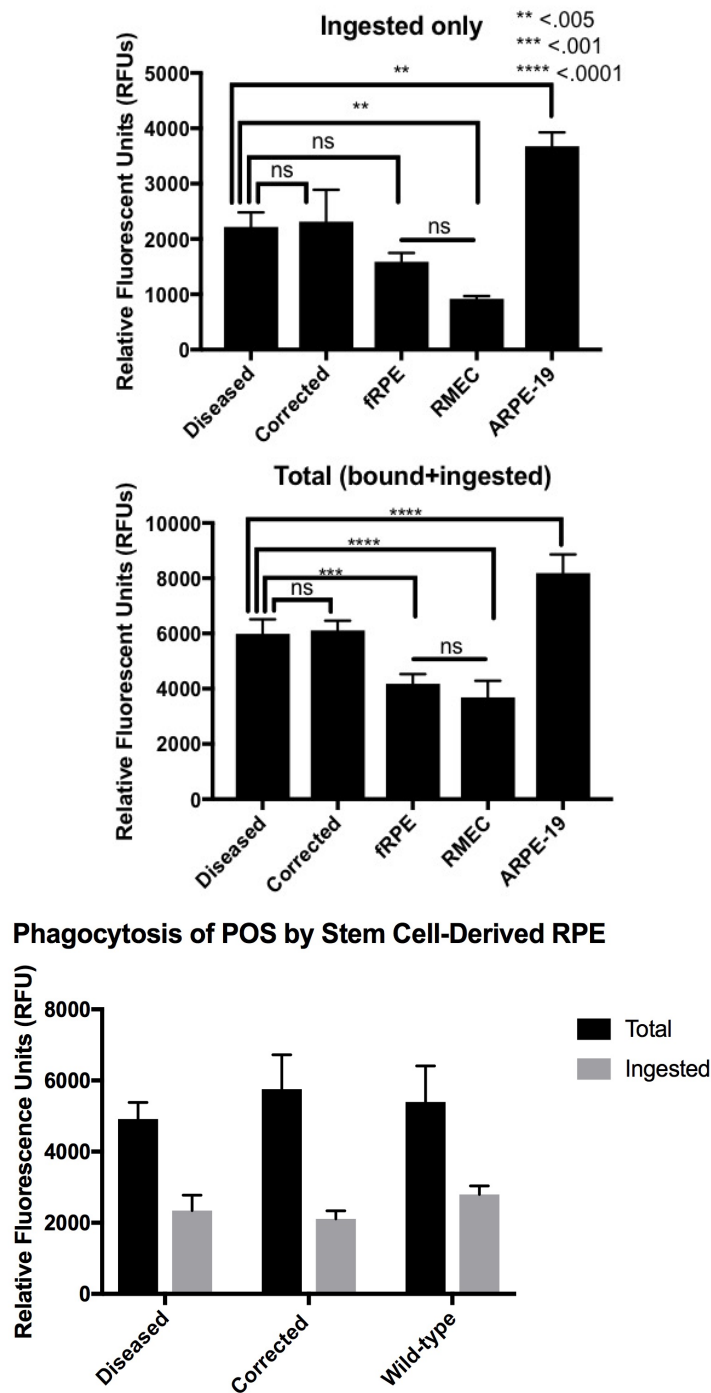 Ingested only
** <.005
*** <.001
**** <.0001
Relative Fluorescent Units (RFUs)
5000
4000
3000
2000
1000
0
**
**
ns
ns
ns
Diseased
Corrected
fRPE
RMEC
ARPE-19
Total (bound+ingested)
Relative Fluorescent Units (RFUs)
10000
8000
6000
4000
2000
0
****
****
***
ns
ns
Diseased
Corrected
fRPE
RMEC
ARPE-19
Phagocytosis of POS by Stem Cell-Derived RPE
Relative Fluorescence Units (RFU)
8000
6000
4000
2000
0
Total
Ingested
Diseased
Corrected
Wild-type